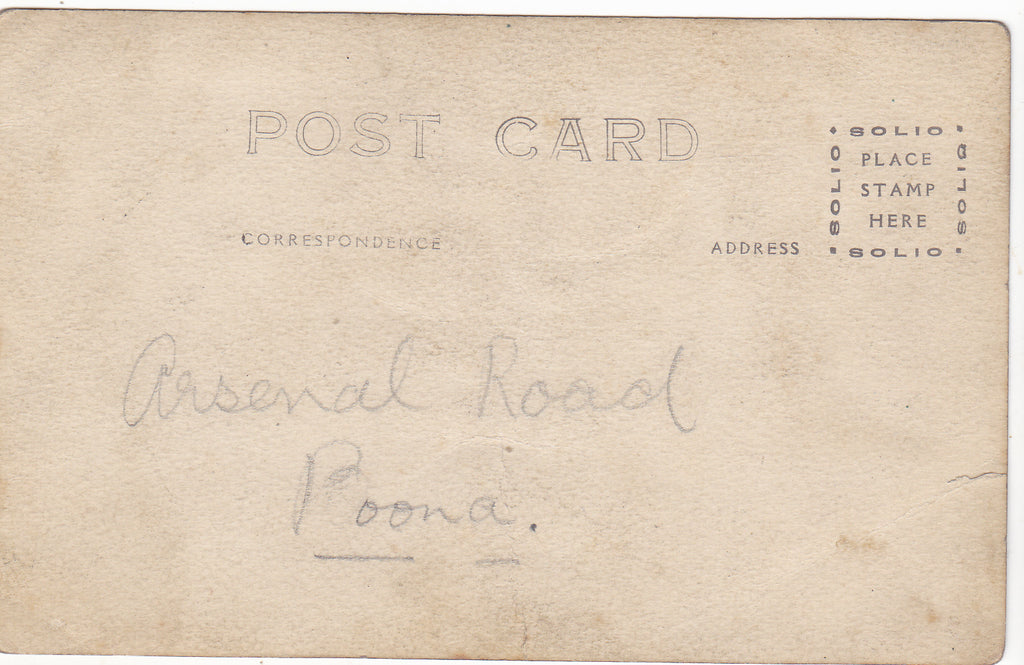 POST CARD
CORRESPONDENCE
ADDRESS
SOLIO
SOLIO
PLACE
STAMP
HERE
SOLIO
SOLIO
Arsenal Road
Poona.